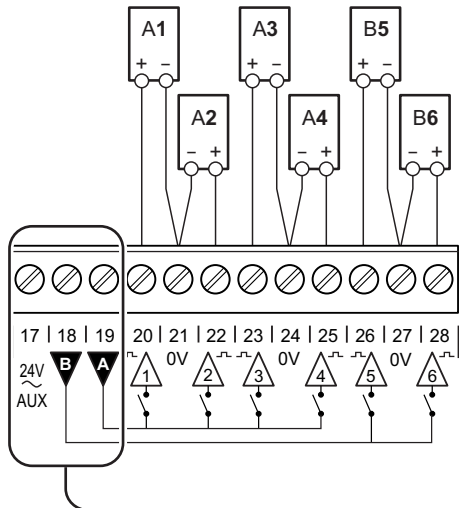 A1 A3 B5
+ − + − + −
A2 A4 B6
− + − + − +
17 | 18 | 19 | 20 | 21 | 22 | 23 | 24 | 25 | 26 | 27 | 28
24V B A 0V 0V 0V
~ 1 2 3 4 5 6
AUX